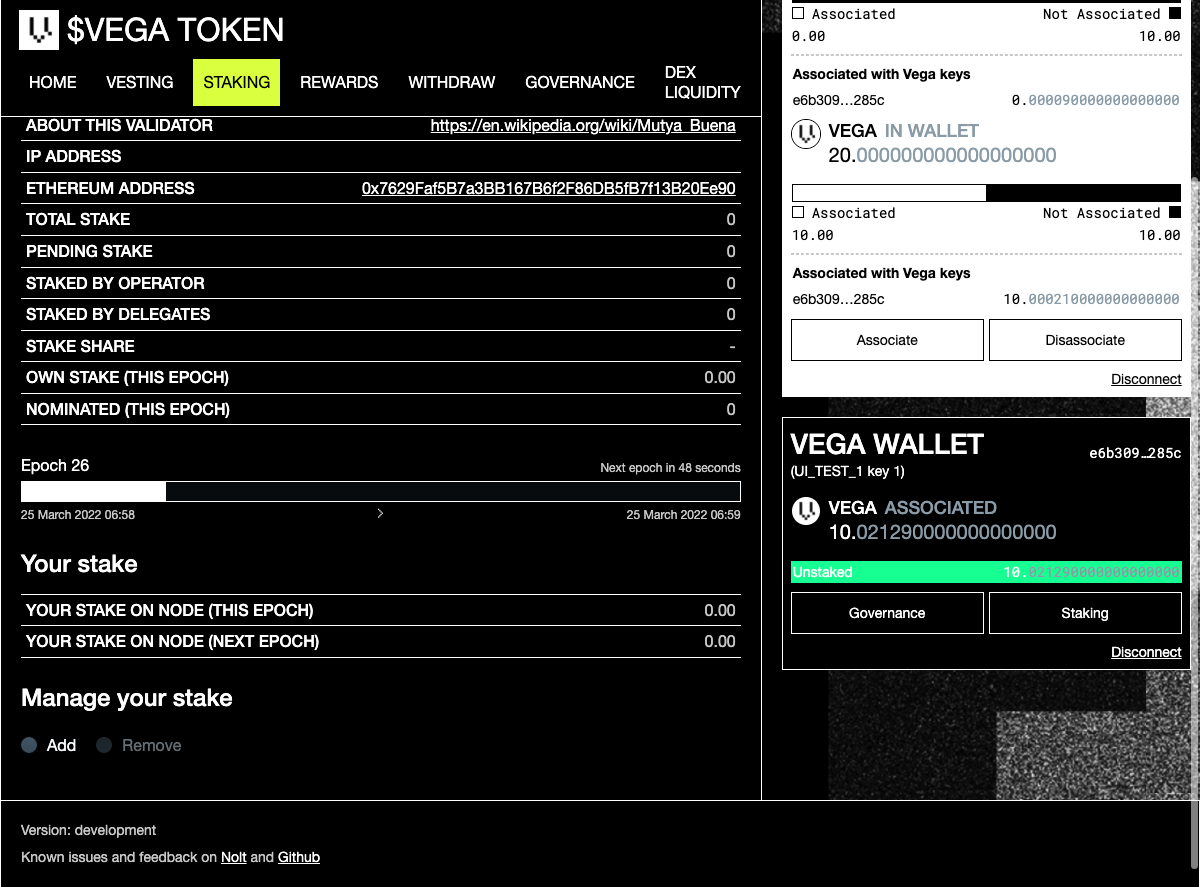 $VEGA TOKEN
HOME VESTING STAKING REWARDS WITHDRAW GOVERNANCE DEX LIQUIDITY
ABOUT THIS VALIDATOR https://en.wikipedia.org/wiki/Mutya_Buena
IP ADDRESS
ETHEREUM ADDRESS 0x7629Faf5B7a3BB167B6f2F86DB5fB7f13B20Ee90
TOTAL STAKE 0
PENDING STAKE 0
STAKED BY OPERATOR 0
STAKED BY DELEGATES 0
STAKE SHARE -
OWN STAKE (THIS EPOCH) 0.00
NOMINATED (THIS EPOCH) 0
Epoch 26 Next epoch in 48 seconds
25 March 2022 06:58 > 25 March 2022 06:59
Your stake
YOUR STAKE ON NODE (THIS EPOCH) 0.00
YOUR STAKE ON NODE (NEXT EPOCH) 0.00
Manage your stake
Add Remove
Associated Not Associated
0.00 10.00
Associated with Vega keys
e6b309…285c 0.000090000000000000
VEGA IN WALLET
20.000000000000000000
Associated Not Associated
10.00 10.00
Associated with Vega keys
e6b309…285c 10.000210000000000000
Associate Disassociate
Disconnect
VEGA WALLET e6b309…285c
(UI_TEST_1 key 1)
VEGA ASSOCIATED
10.021290000000000000
Unstaked 10.021290000000000000
Governance Staking
Disconnect
Version: development
Known issues and feedback on Nolt and Github